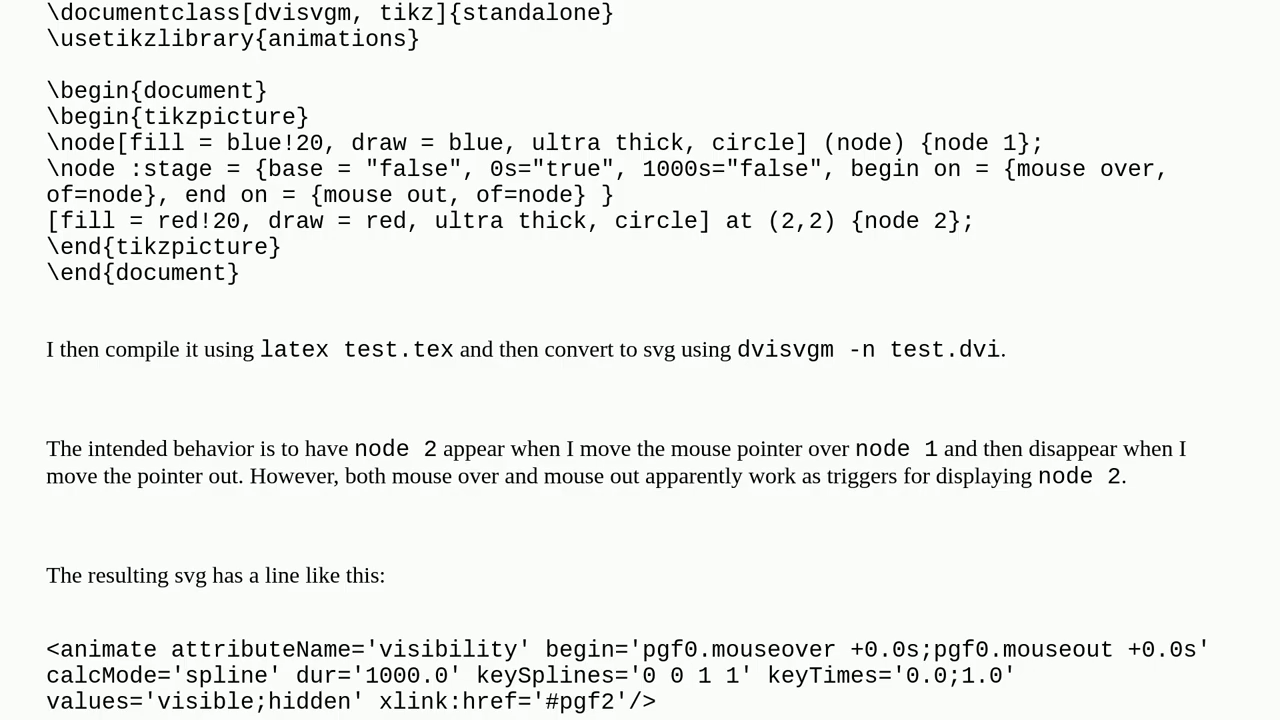 \documentclass[dvisvgm, tikz]{standalone}
\usetikzlibrary{animations}
\begin{document}
\begin{tikzpicture}
\node[fill = blue!20, draw = blue, ultra thick, circle] (node) {node 1};
\node :stage = {base = "false", 0s="true", 1000s="false", begin on = {mouse over,
of=node}, end on = {mouse out, of=node} }
[fill = red!20, draw = red, ultra thick, circle] at (2,2) {node 2};
\end{tikzpicture}
\end{document}
I then compile it using latex test.tex and then convert to svg using dvisvgm -n test.dvi.
The intended behavior is to have node 2 appear when I move the mouse pointer over node 1 and then disappear when I
move the pointer out. However, both mouse over and mouse out apparently work as triggers for displaying node 2.
The resulting svg has a line like this:
<animate attributeName='visibility' begin='pgf0.mouseover +0.0s;pgf0.mouseout +0.0s'
calcMode='spline' dur='1000.0' keySplines='0 0 1 1' keyTimes='0.0;1.0'
values='visible;hidden' xlink:href='#pgf2'/>